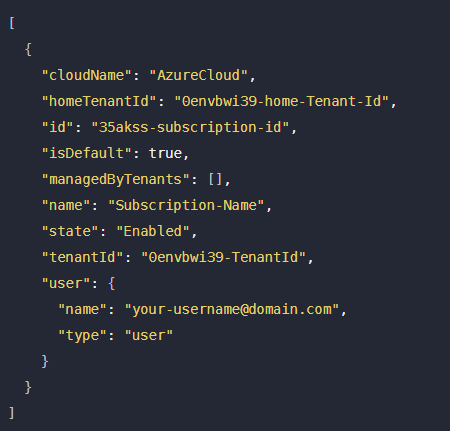 [
  {
    "cloudName": "AzureCloud",
    "homeTenantId": "0envbwi39-home-Tenant-Id",
    "id": "35akss-subscription-id",
    "isDefault": true,
    "managedByTenants": [],
    "name": "Subscription-Name",
    "state": "Enabled",
    "tenantId": "0envbwi39-TenantId",
    "user": {
      "name": "your-username@domain.com",
      "type": "user"
    }
  }
]